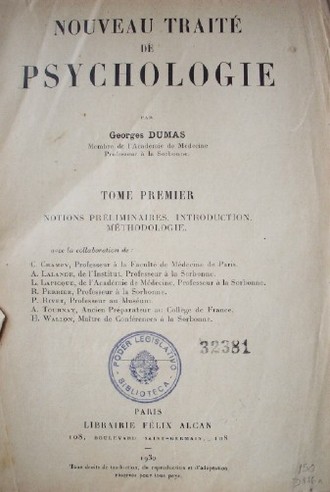 NOUVEAU TRAITÉ
DE
PSYCHOLOGIE
PAR
Georges DUMAS
Membre de l'Académie de Médecine
Professeur à la Sorbonne.
TOME PREMIER
NOTIONS PRÉLIMINAIRES. INTRODUCTION.
MÉTHODOLOGIE.
avec la collaboration de :
Professeur à la Faculté de Médecine de Paris.
A. LALANDE, de l'Institut, Professeur à la Sorbonne.
L. LAPICQUE, de l'Académie de Médecine, Professeur à la Sorbonne.
R. PERRIER, Professeur à la Sorbonne.
P. RIVET, Professeur au Muséum.
A. TOURNAY, Ancien Préparateur au Collège de France.
H. WALLON, Maître de Conférences à la Sorbonne.
PODER LEGISLATIVO
BIBLIOTECA
32381
PARIS
LIBRAIRIE FÉLIX ALCAN
108, BOULEVARD SAINT-GERMAIN, 108
1930
Tous droits de traduction, de reproduction et d'adaptation
réservés pour tous pays.
150